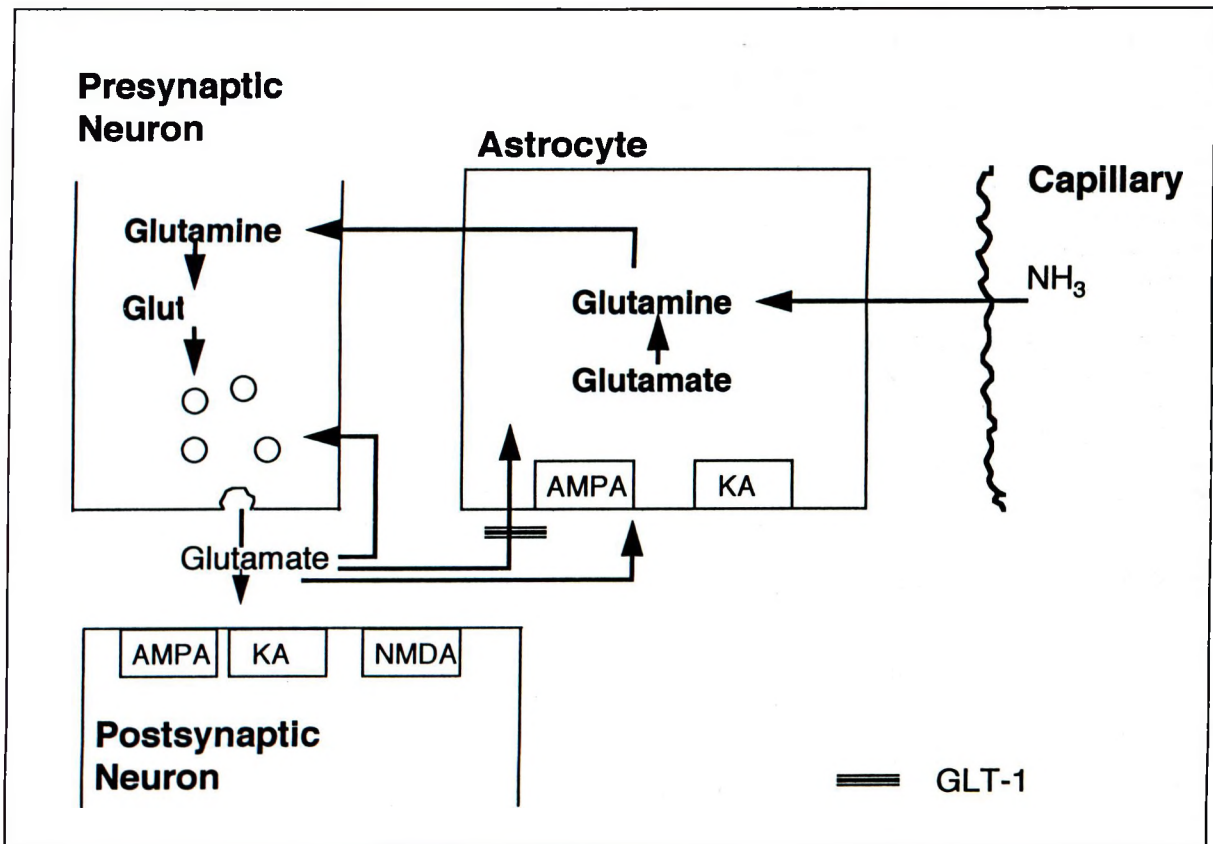 Presynaptic
Neuron
Astrocyte
Capillary
Glutamine
Glut
Glutamine
NH₃
Glutamate
AMPA
KA
Glutamate
AMPA
KA
NMDA
Postsynaptic
Neuron
GLT-1